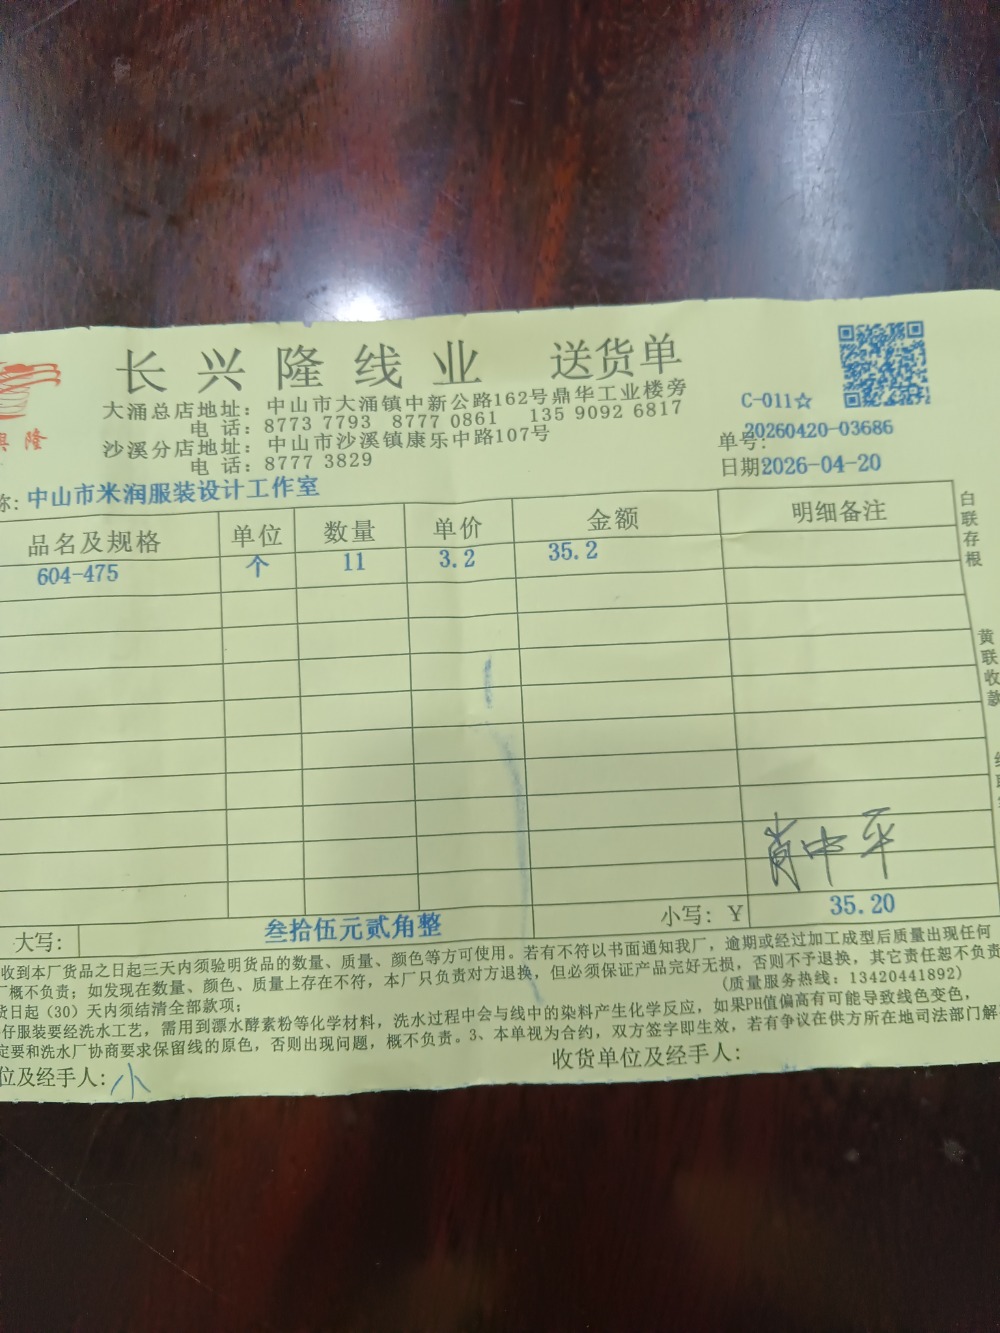 长兴隆线业 送货单
大涌总店地址：中山市大涌镇中新公路162号鼎华工业楼旁
电 话：8773 7793 8777 0861 135 9092 6817
沙溪分店地址：中山市沙溪镇康乐中路107号
电 话：8777 3829
C-011☆
单号：20260420-03686
日期2026-04-20
隆
称：中山市米润服装设计工作室
品名及规格 单位 数量 单价 金额 明细备注
604-475 个 11 3.2 35.2
白联存根
黄联收款
肖中平
大写： 叁拾伍元贰角整 小写：￥ 35.20
收到本厂货品之日起三天内须验明货品的数量、质量、颜色等方可使用。若有不符以书面通知我厂，逾期或经过加工成型后质量出现任何
厂概不负责；如发现在数量、颜色、质量上存在不符，本厂只负责对方退换，但必须保证产品完好无损，否则不予退换，其它责任恕不负责
货日起（30）天内须结清全部款项；
（质量服务热线：13420441892）
仔服装要经洗水工艺，需用到漂水酵素粉等化学材料，洗水过程中会与线中的染料产生化学反应，如果PH值偏高有可能导致线色变色，
定要和洗水厂协商要求保留线的原色，否则出现问题，概不负责。3、本单视为合约，双方签字即生效，若有争议在供方所在地司法部门解
位及经手人：小
收货单位及经手人：